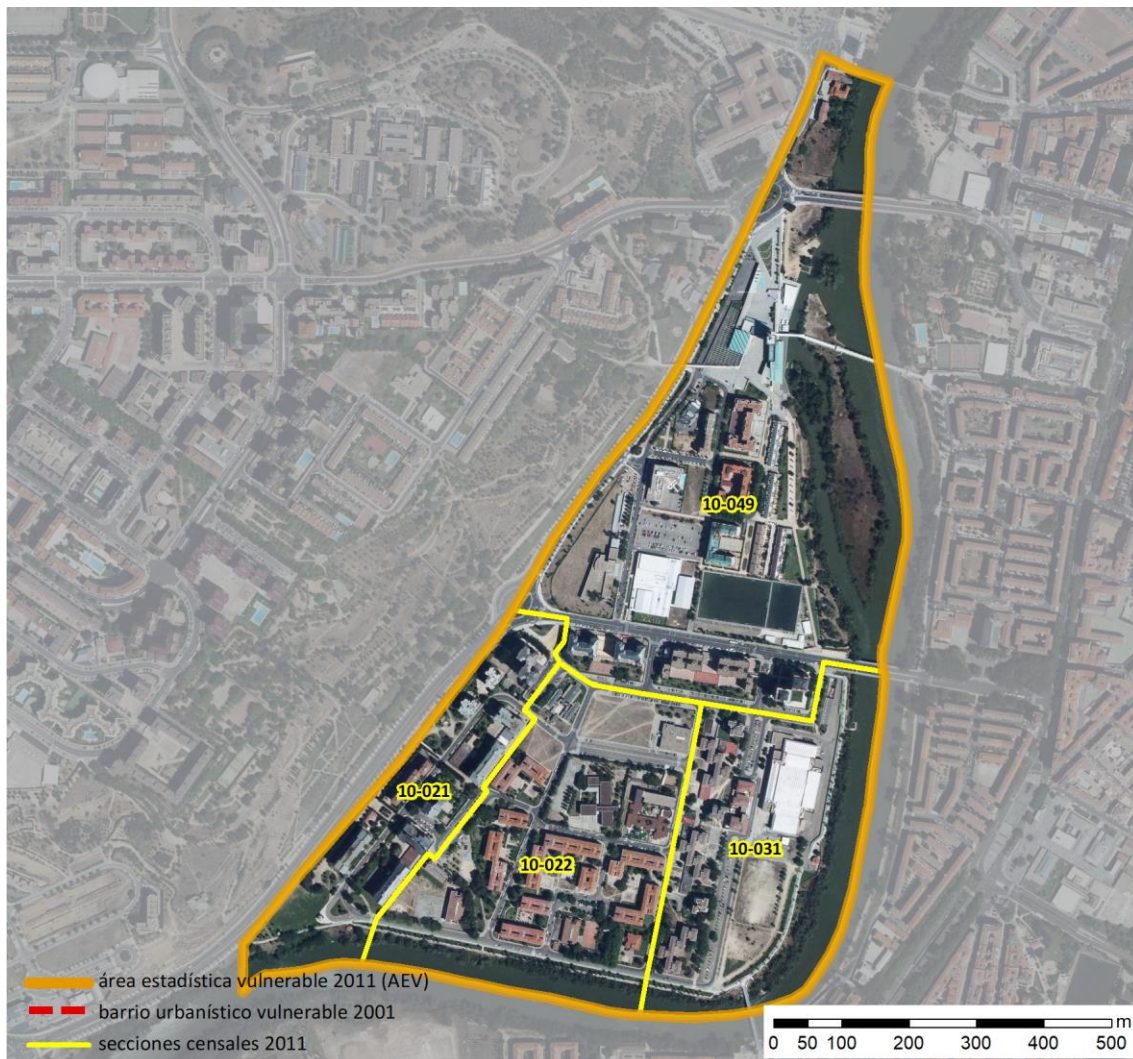 10-049
10-021
10-022
10-031
área estadística vulnerable 2011 (AEV)
barrio urbanístico vulnerable 2001
secciones censales 2011
m
0 50 100 200 300 400 500